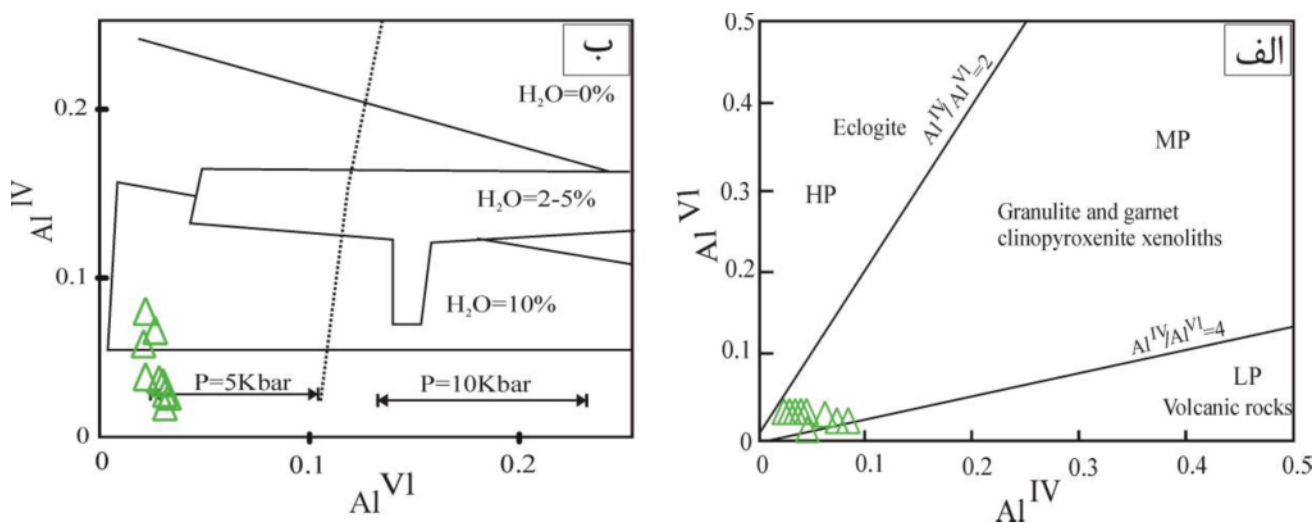 ب
H₂O=0%
0.2
Al^IV
H₂O=2-5%
0.1
H₂O=10%
P=5Kbar
P=10Kbar
0
0
0.1
0.2
Al^VI
الف
0.5
Al^IV/Al^VI=2
0.4
Eclogite
MP
0.3
HP
Al^VI
Granulite and garnet
clinopyroxenite xenoliths
0.2
0.1
Al^IV/Al^VI=4
LP
Volcanic rocks
0
0
0.1
0.2
0.3
0.4
0.5
Al^IV